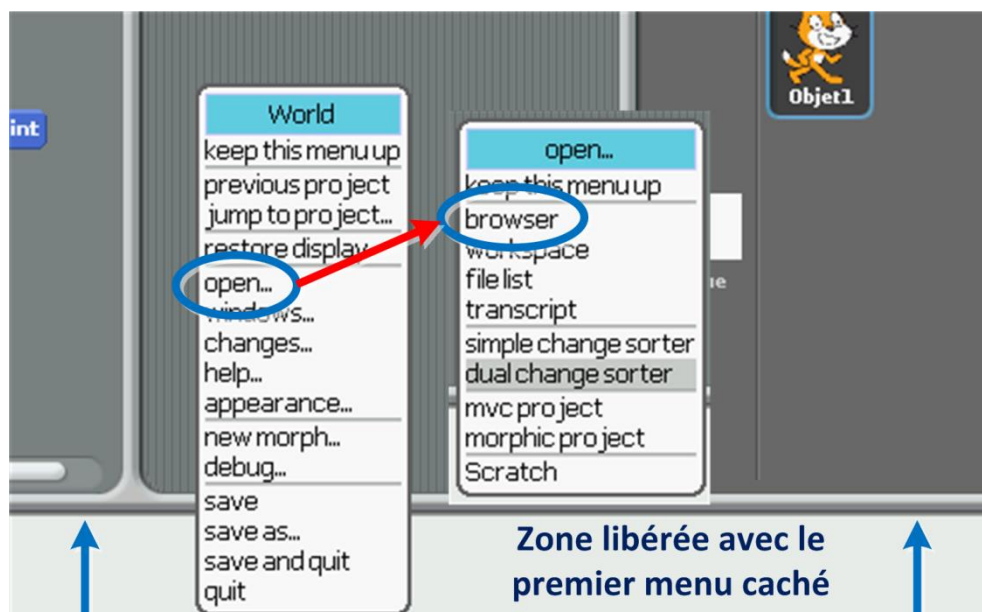 Objet1
int
World
keep this menu up
previous project
jump to project...
restore display
open...
windows...
changes...
help...
appearance...
new morph...
debug...
save
save as...
save and quit
quit
open...
keep this menu up
browser
workspace
file list
transcript
simple change sorter
dual change sorter
mvc project
morphic project
Scratch
Zone libérée avec le
premier menu caché